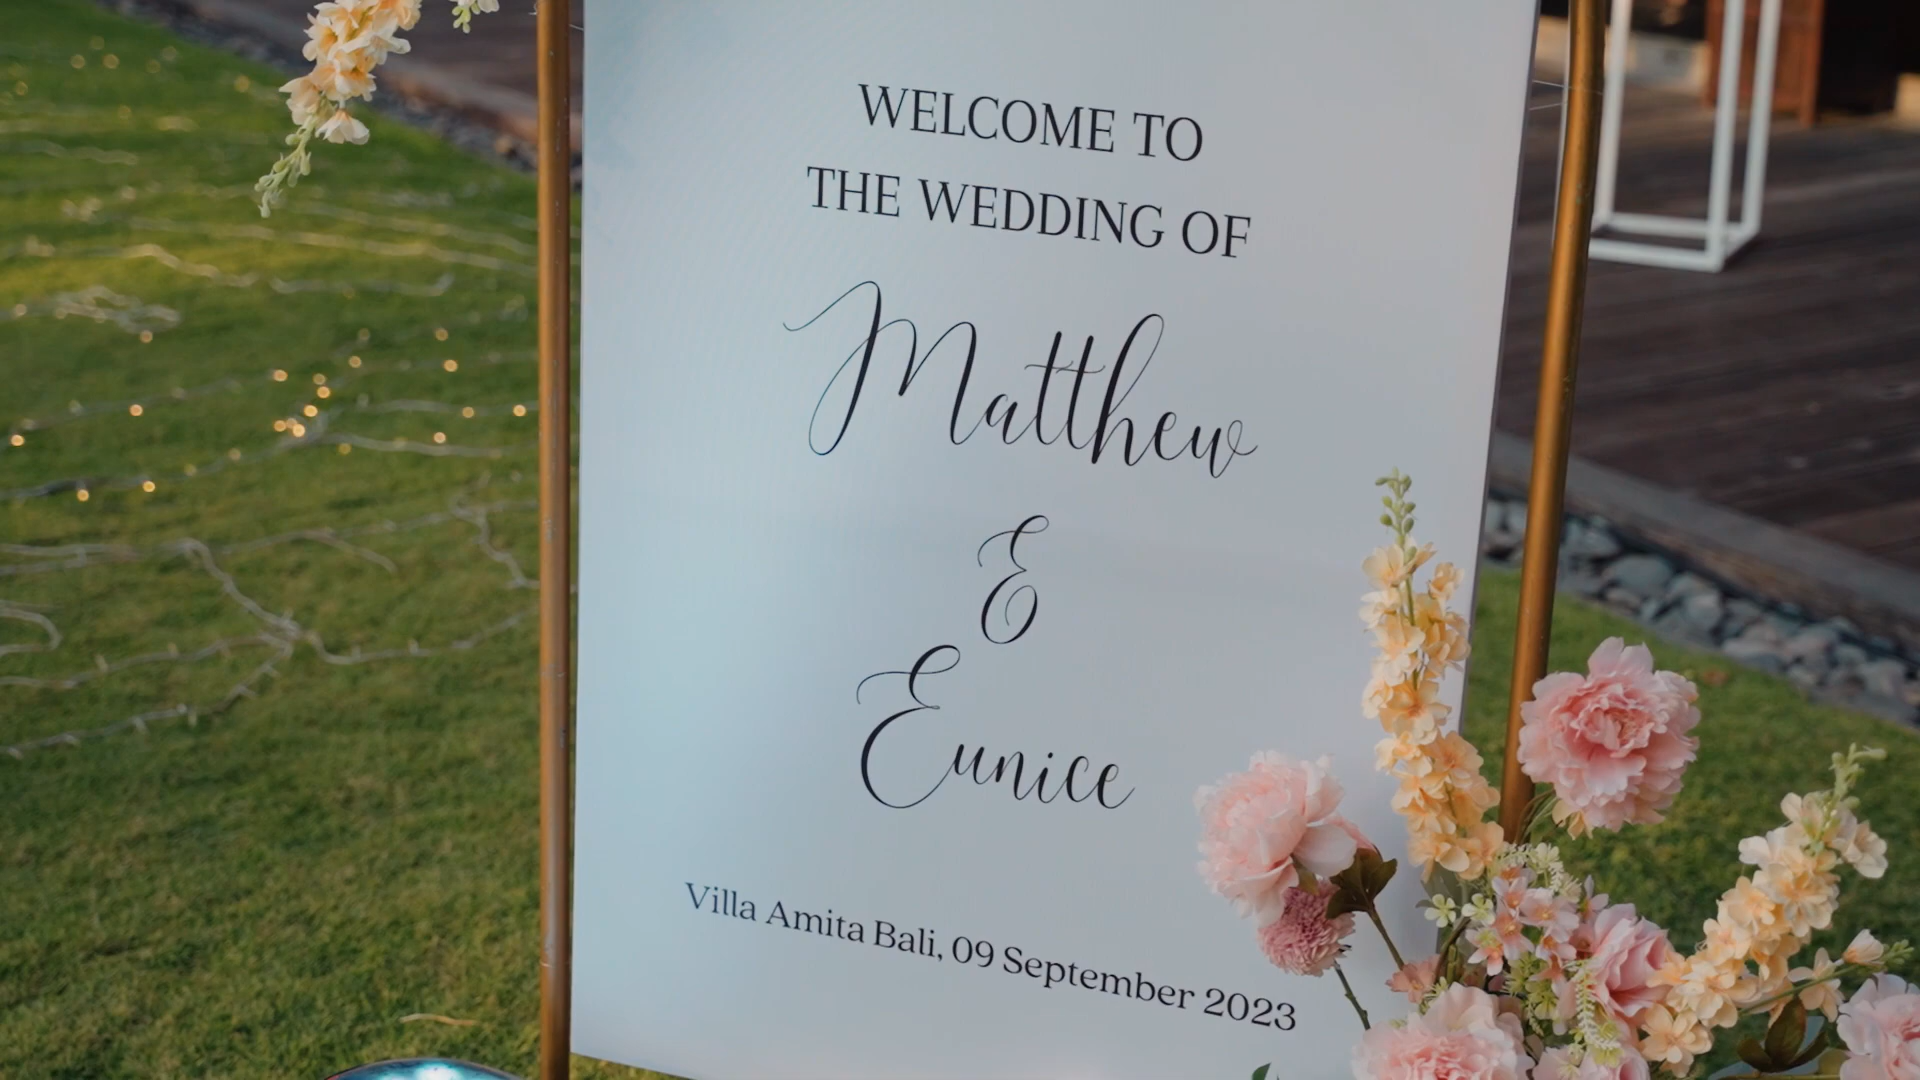 WELCOME TO
THE WEDDING OF
Matthew
&
Eunice
Villa Amita Bali, 09 September 2023